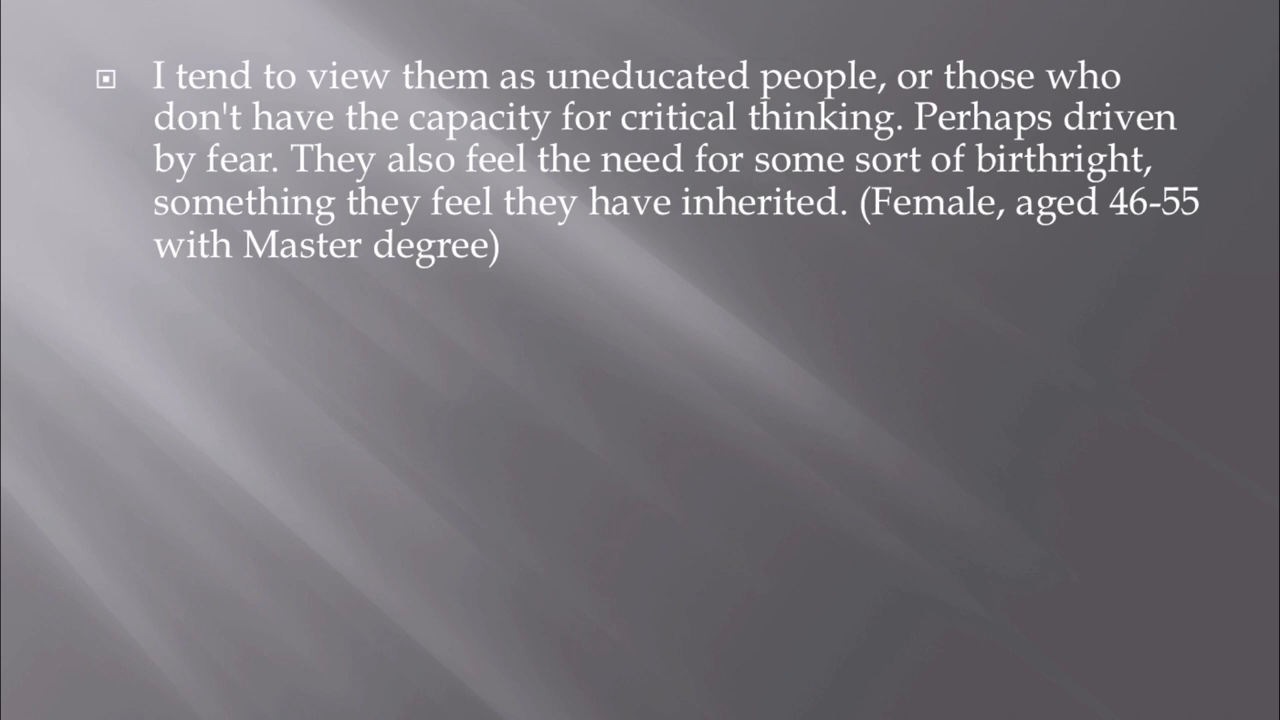 I tend to view them as uneducated people, or those who
don't have the capacity for critical thinking. Perhaps driven
by fear. They also feel the need for some sort of birthright,
something they feel they have inherited. (Female, aged 46-55
with Master degree)